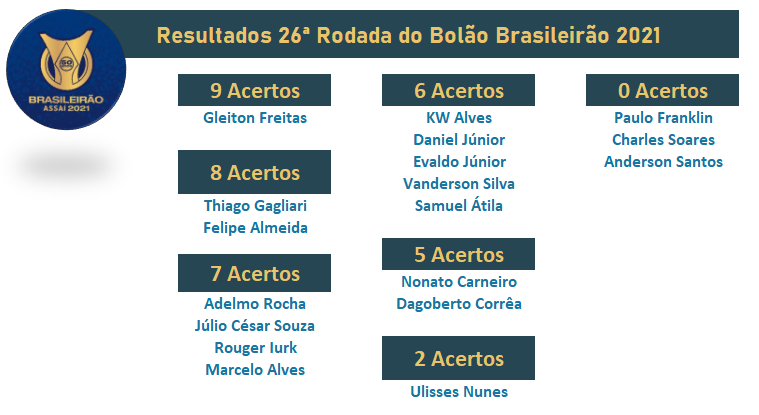 Resultados 26ª Rodada do Bolão Brasileirão 2021
50
BRASILEIRÃO
ASSAÍ 2021
9 Acertos
Gleiton Freitas
8 Acertos
Thiago Gagliari
Felipe Almeida
7 Acertos
Adelmo Rocha
Júlio César Souza
Rouger Iurk
Marcelo Alves
6 Acertos
KW Alves
Daniel Júnior
Evaldo Júnior
Vanderson Silva
Samuel Átila
5 Acertos
Nonato Carneiro
Dagoberto Corrêa
2 Acertos
Ulisses Nunes
0 Acertos
Paulo Franklin
Charles Soares
Anderson Santos